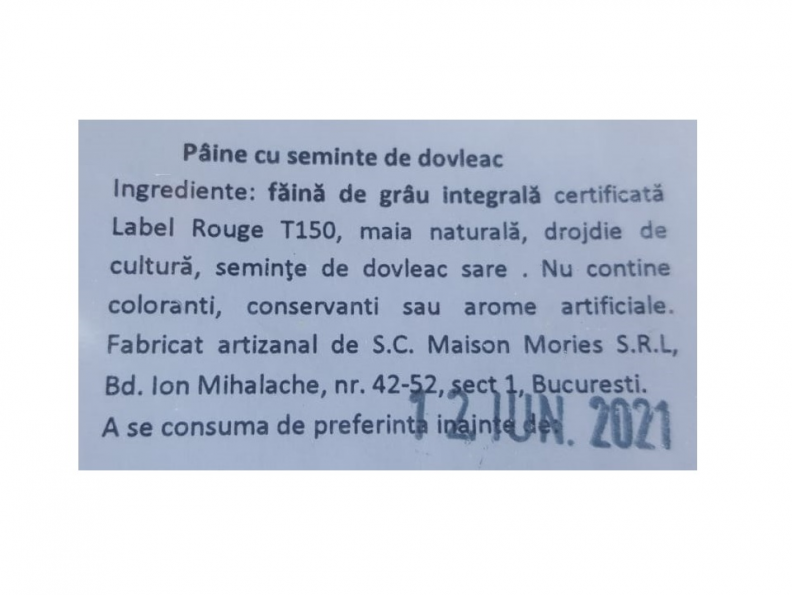 Pâine cu seminte de dovleac
Ingrediente: făină de grâu integrală certificată
Label Rouge T150, maia naturală, drojdie de
cultură, seminţe de dovleac sare . Nu contine
coloranti, conservanti sau arome artificiale.
Fabricat artizanal de S.C. Maison Mories S.R.L,
Bd. Ion Mihalache, nr. 42-52, sect 1, Bucuresti.
A se consuma de preferinta inainte de: 12 IUN. 2021